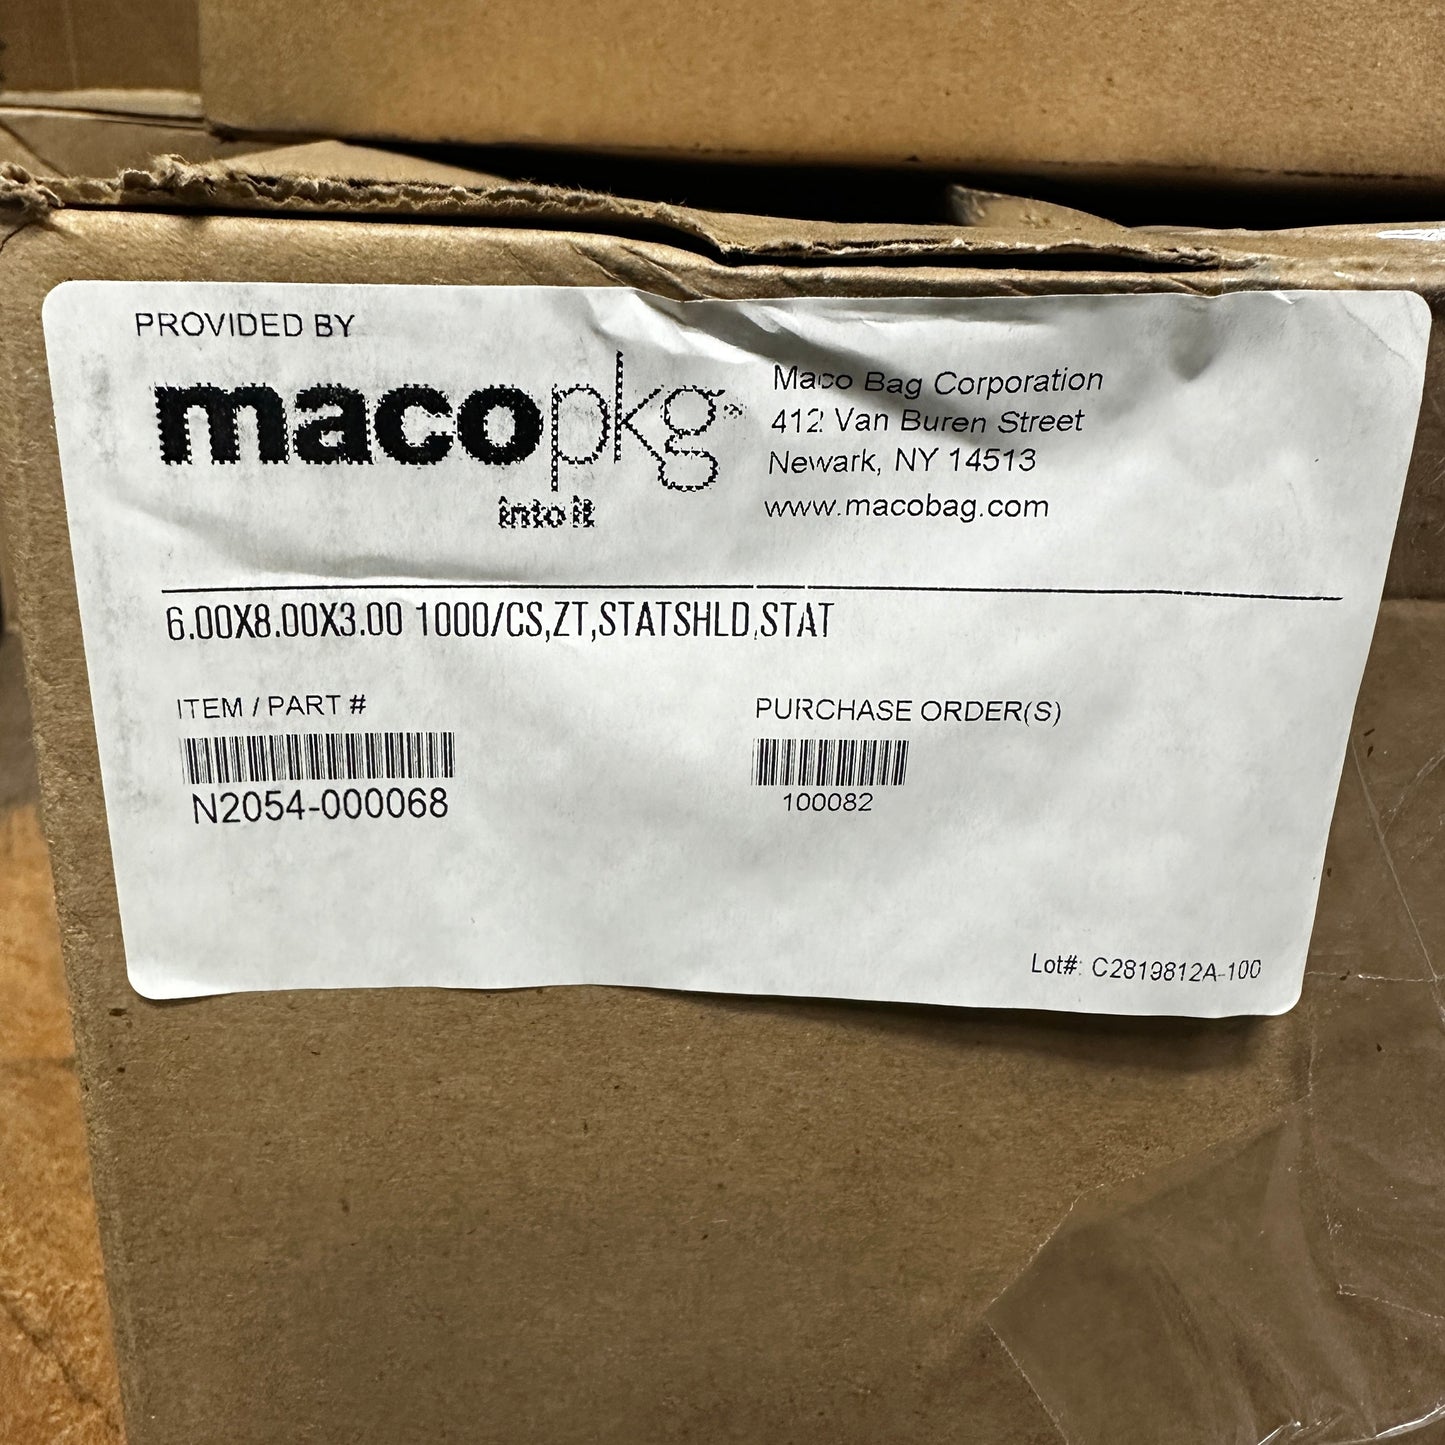 PROVIDED BY
macopkg
into it
Maco Bag Corporation
412 Van Buren Street
Newark, NY 14513
www.macobag.com
6.00X8.00X3.00 1000/CS,ZT,STATSHLD,STAT
ITEM / PART #
N2054-000068
PURCHASE ORDER(S)
100082
Lot#: C2819812A-100